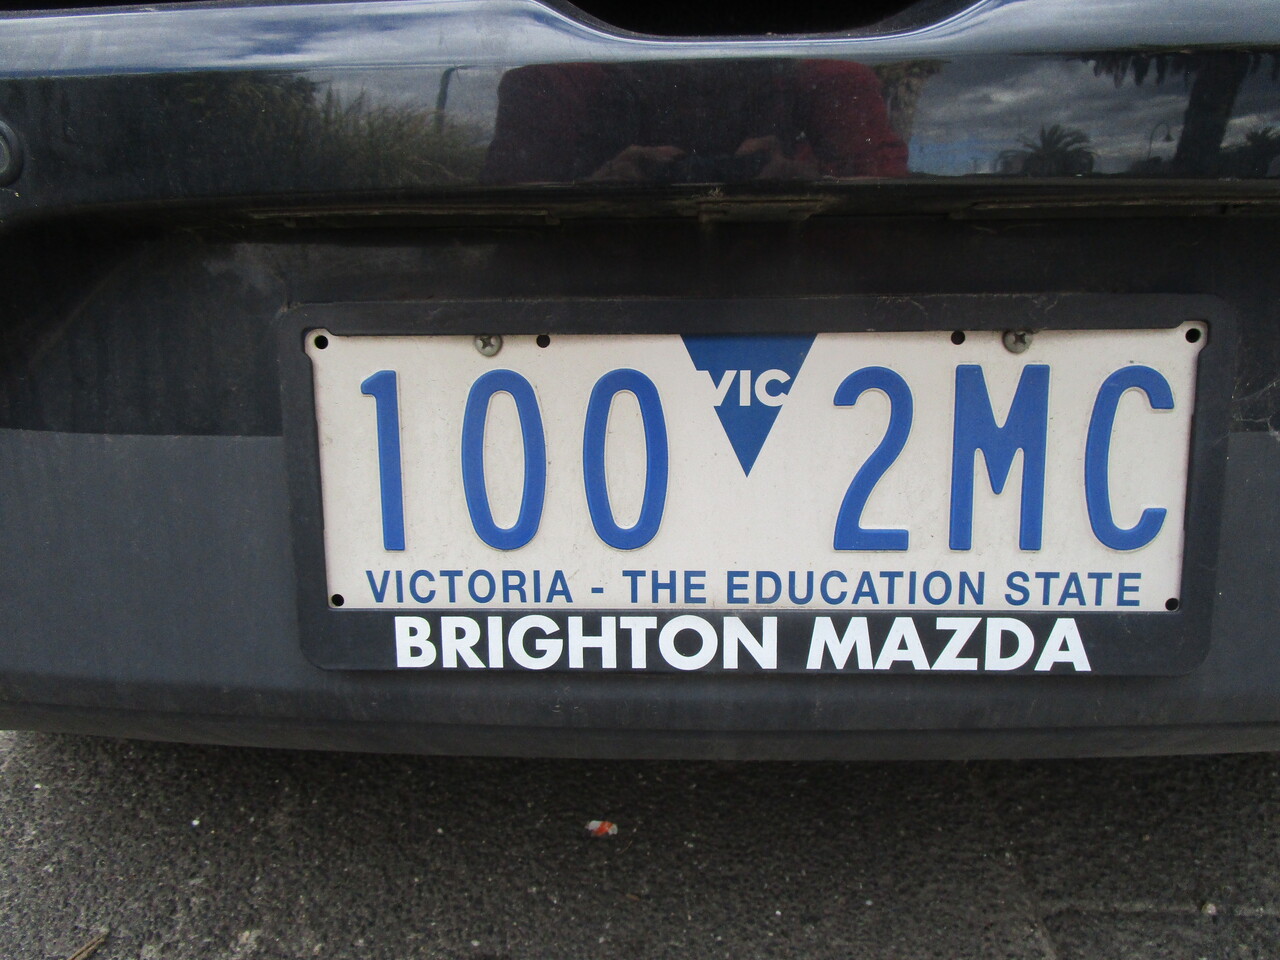 100 VIC 2MC
VICTORIA - THE EDUCATION STATE
BRIGHTON MAZDA